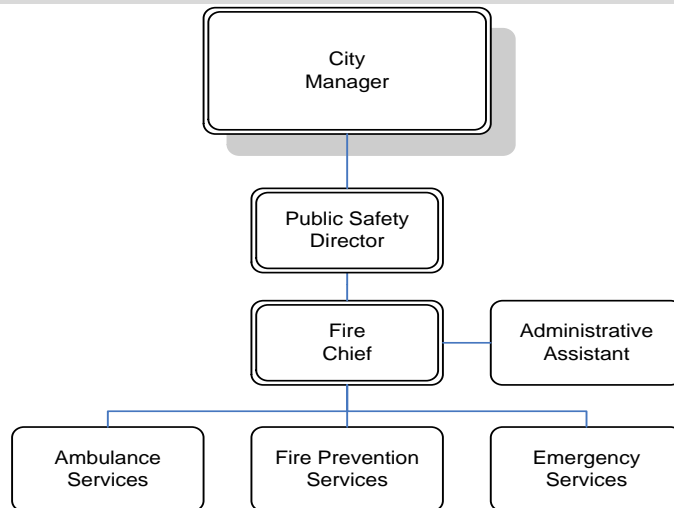 City
Manager
Public Safety
Director
Fire
Chief
Administrative
Assistant
Ambulance
Services
Fire Prevention
Services
Emergency
Services